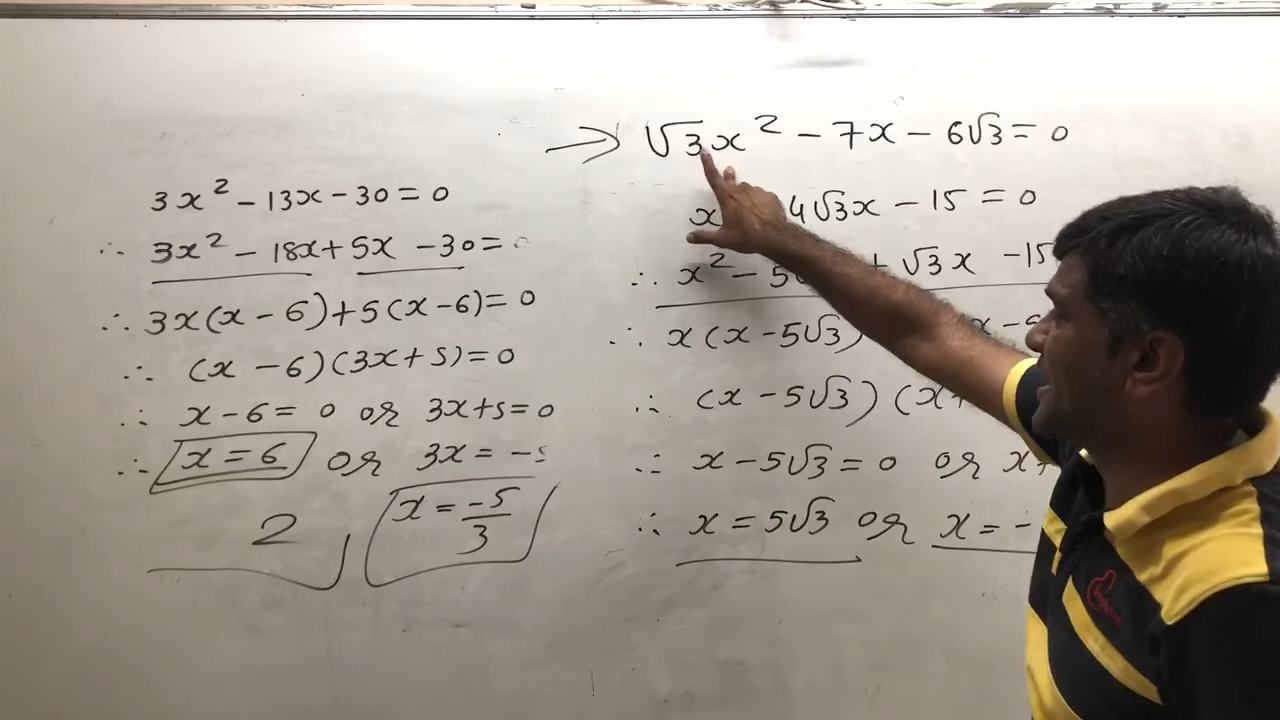 3x² - 13x - 30 = 0
∴ 3x² - 18x + 5x - 30 = 0
∴ 3x(x - 6) + 5(x - 6) = 0
∴ (x - 6)(3x + 5) = 0
∴ x - 6 = 0 or 3x + 5 = 0
∴ x = 6 or 3x = -5
2
x = -5/3
→ √3x² - 7x - 6√3 = 0
x 4√3x - 15 = 0
∴ x² - 5 + √3x - 15
∴ x(x - 5√3) x -
∴ (x - 5√3)(x+
∴ x - 5√3 = 0 or x+
∴ x = 5√3 or x = -